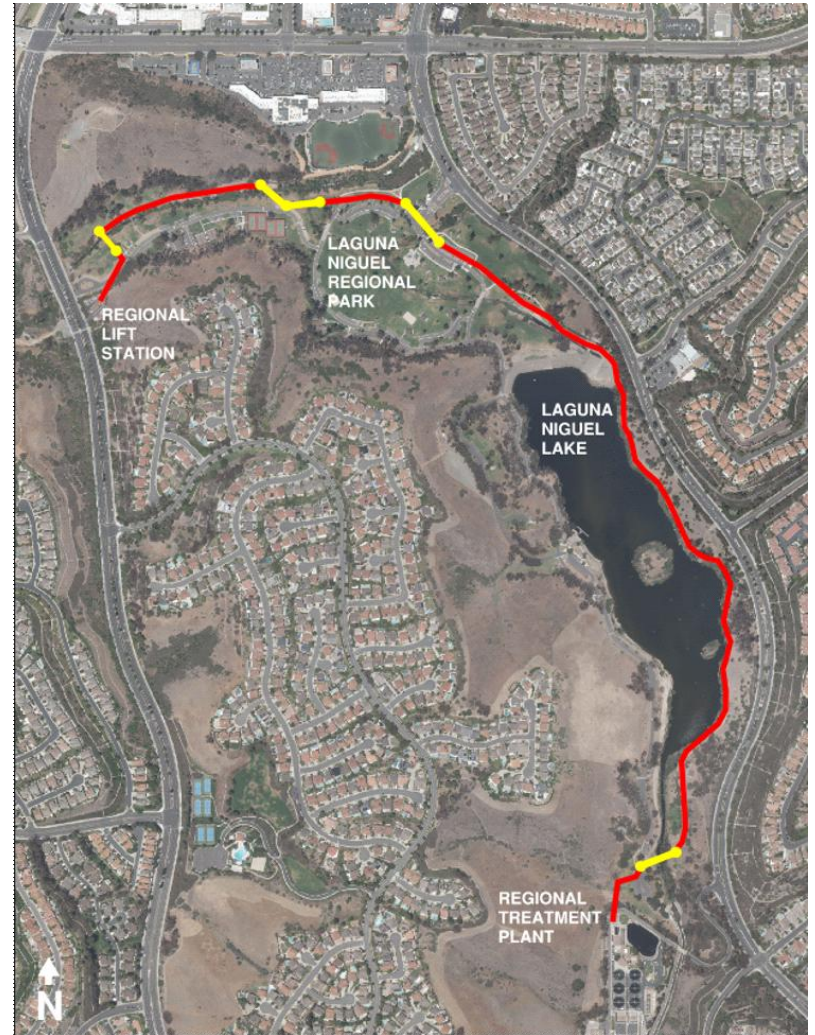 LAGUNA
NIGUEL
REGIONAL
PARK
REGIONAL
LIFT
STATION
LAGUNA
NIGUEL
LAKE
REGIONAL
TREATMENT
PLANT
N